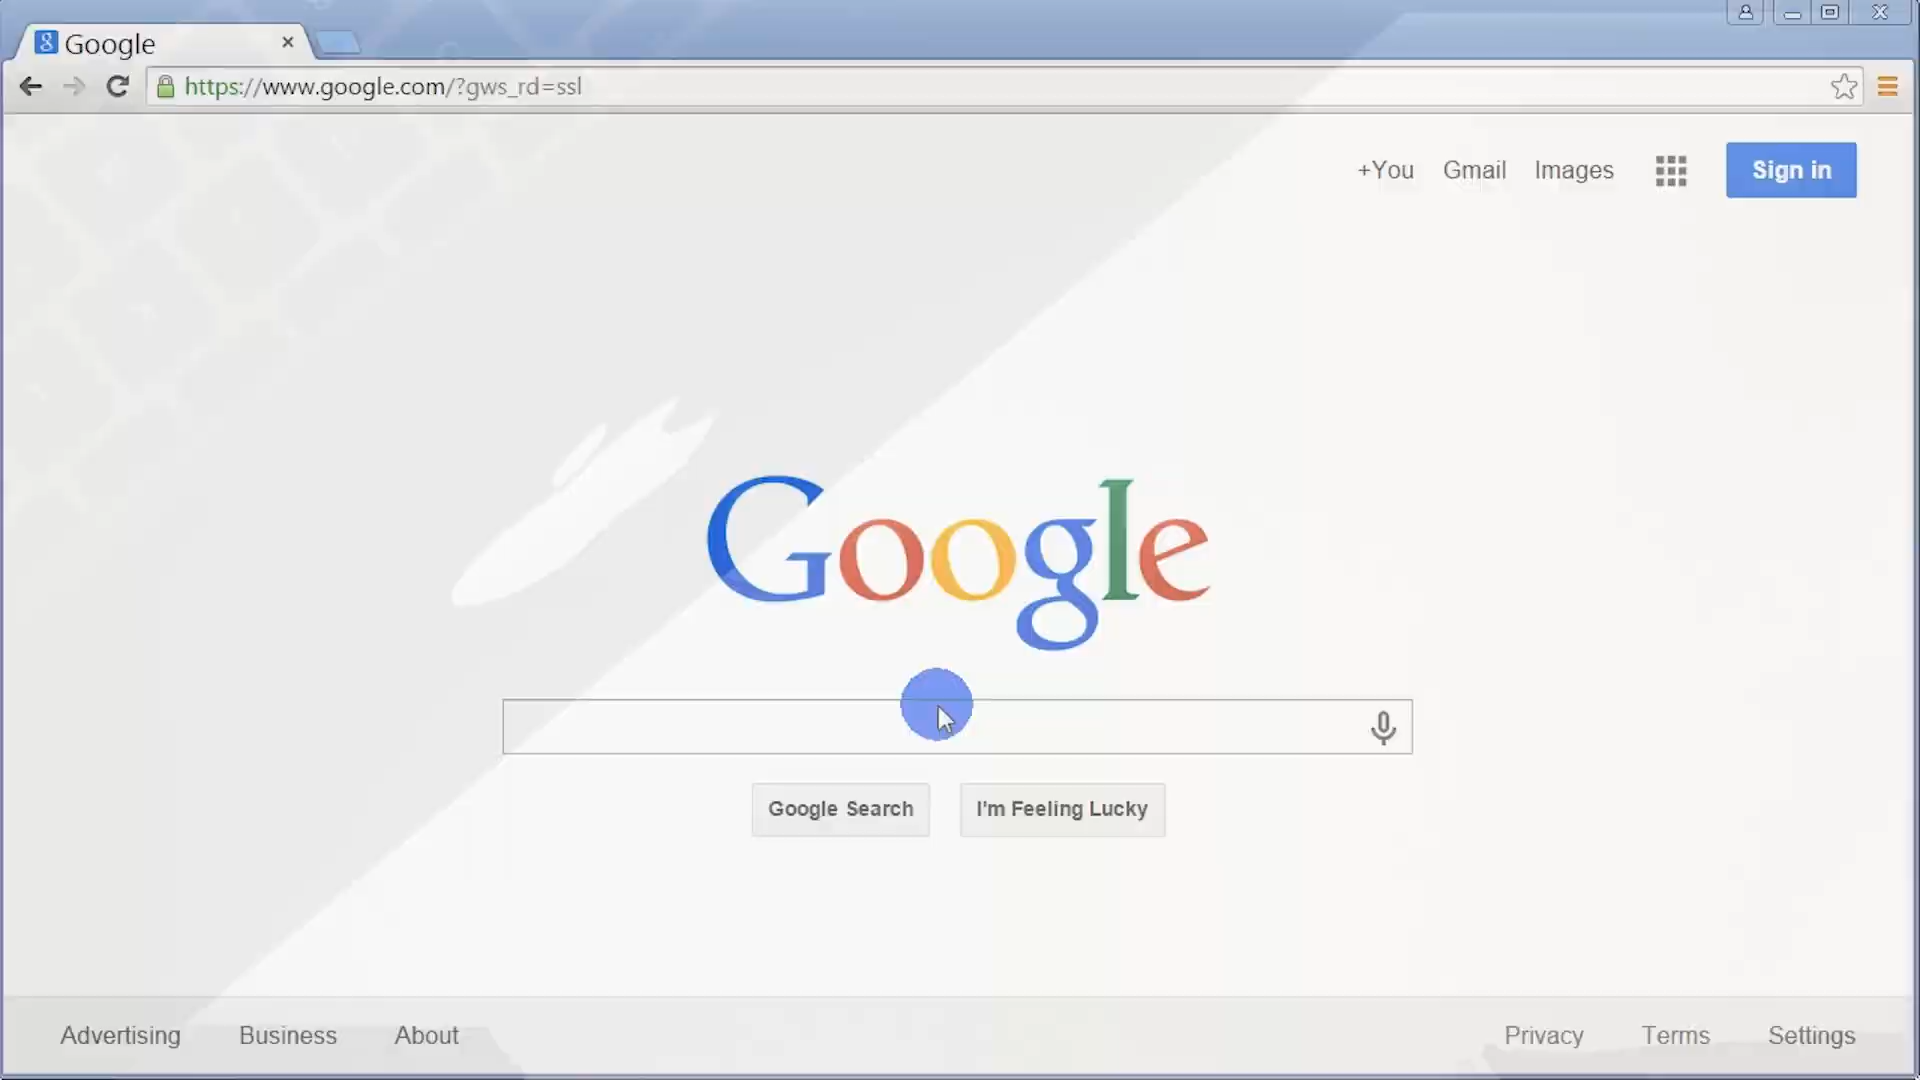 Google
https://www.google.com/?gws_rd=ssl
+You Gmail Images Sign in
Google
Google Search I'm Feeling Lucky
Advertising Business About Privacy Terms Settings